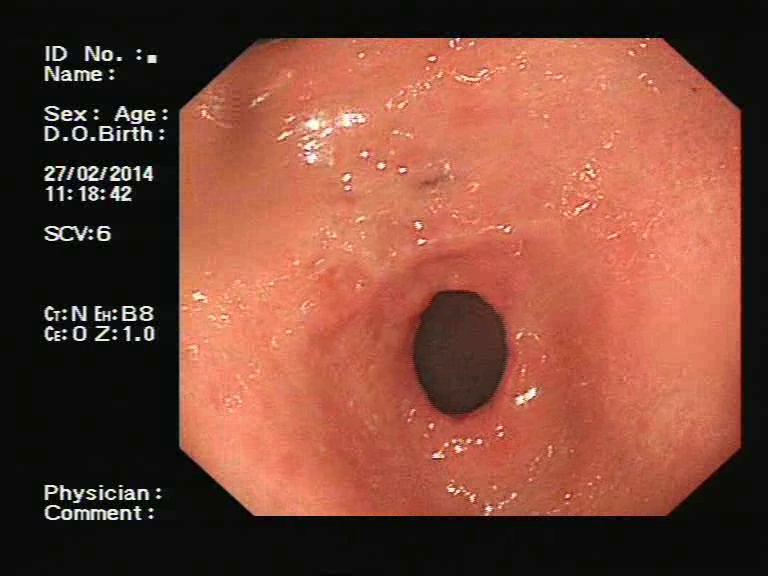 ID No. :
Name:
Sex: Age:
D.O.Birth:
27/02/2014
11:18:42
SCV:6
CT:N EH:B8
CE:0 Z:1.0
Physician:
Comment: